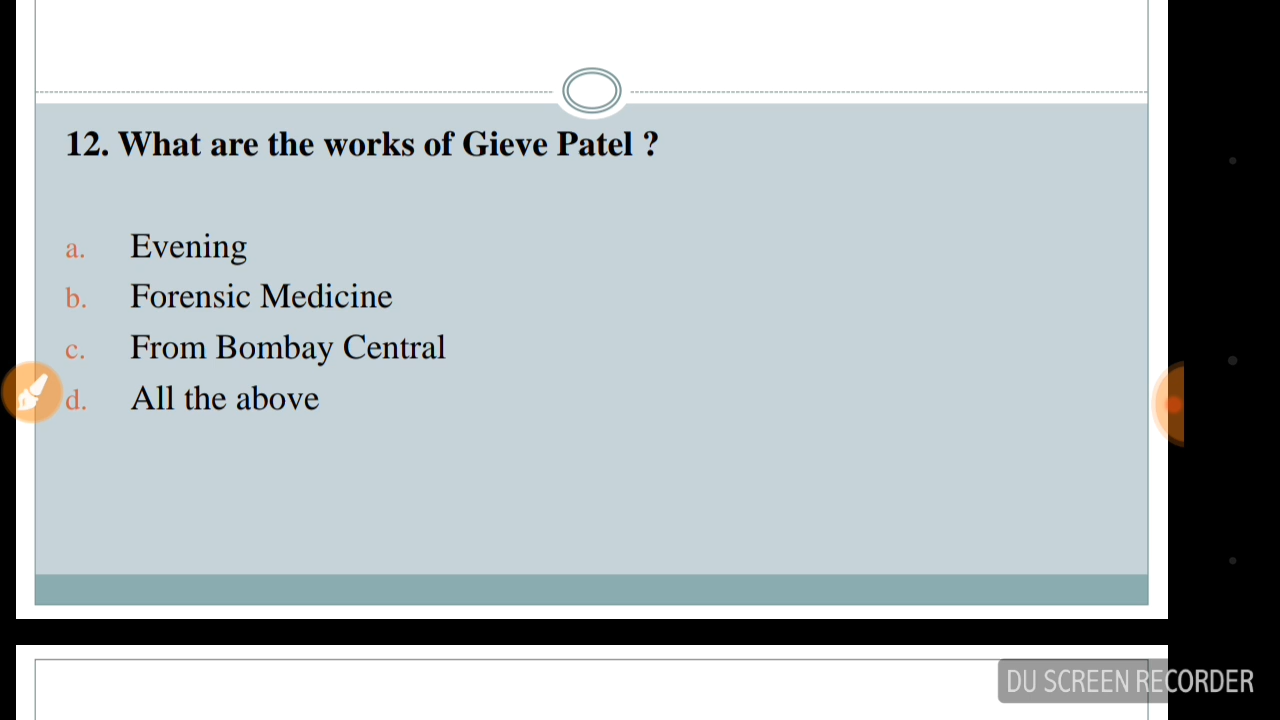 12. What are the works of Gieve Patel ?
a. Evening
b. Forensic Medicine
c. From Bombay Central
d. All the above
DU SCREEN RECORDER